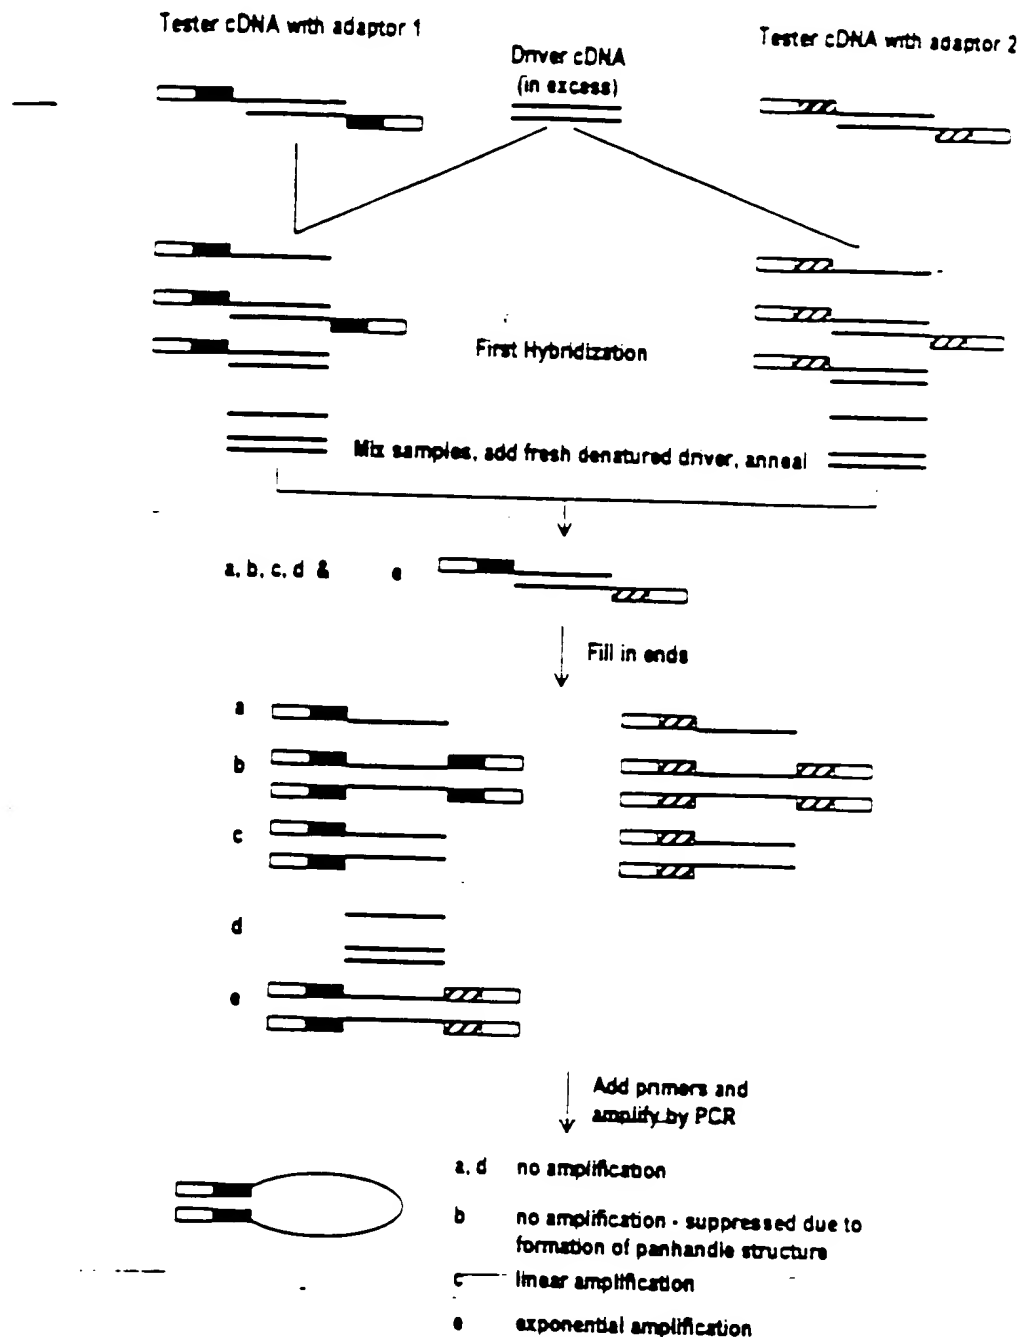 Tester cDNA with adaptor 1
Driver cDNA
(in excess)
Tester cDNA with adaptor 2
First Hybridization
Mix samples, add fresh denatured driver, anneal
a, b, c, d & e
Fill in ends
a
b
c
d
e
Add primers and
amplify by PCR
a, d no amplification
b no amplification - suppressed due to
formation of panhandle structure
c linear amplification
e exponential amplification